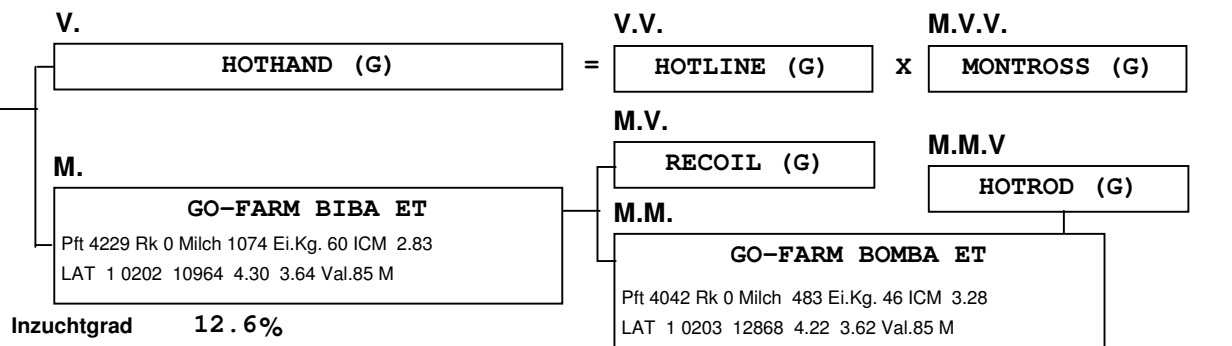 V.
HOTHAND (G)
=
V.V.
HOTLINE (G)
X
M.V.V.
MONTROSS (G)
M.
GO-FARM BIBA ET
Pft 4229 Rk 0 Milch 1074 Ei.Kg. 60 ICM 2.83
LAT 1 0202 10964 4.30 3.64 Val.85 M
M.V.
RECOIL (G)
M.M.V
HOTROD (G)
M.M.
GO-FARM BOMBA ET
Pft 4042 Rk 0 Milch 483 Ei.Kg. 46 ICM 3.28
LAT 1 0203 12868 4.22 3.62 Val.85 M
Inzuchtgrad 12.6%